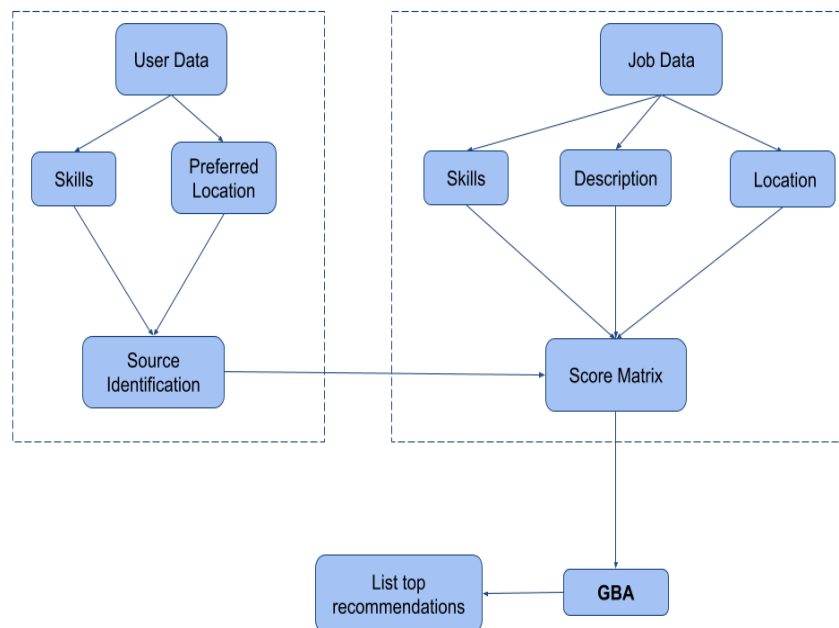 User Data
Job Data
Skills
Preferred
Location
Skills
Description
Location
Source
Identification
Score Matrix
List top
recommendations
GBA